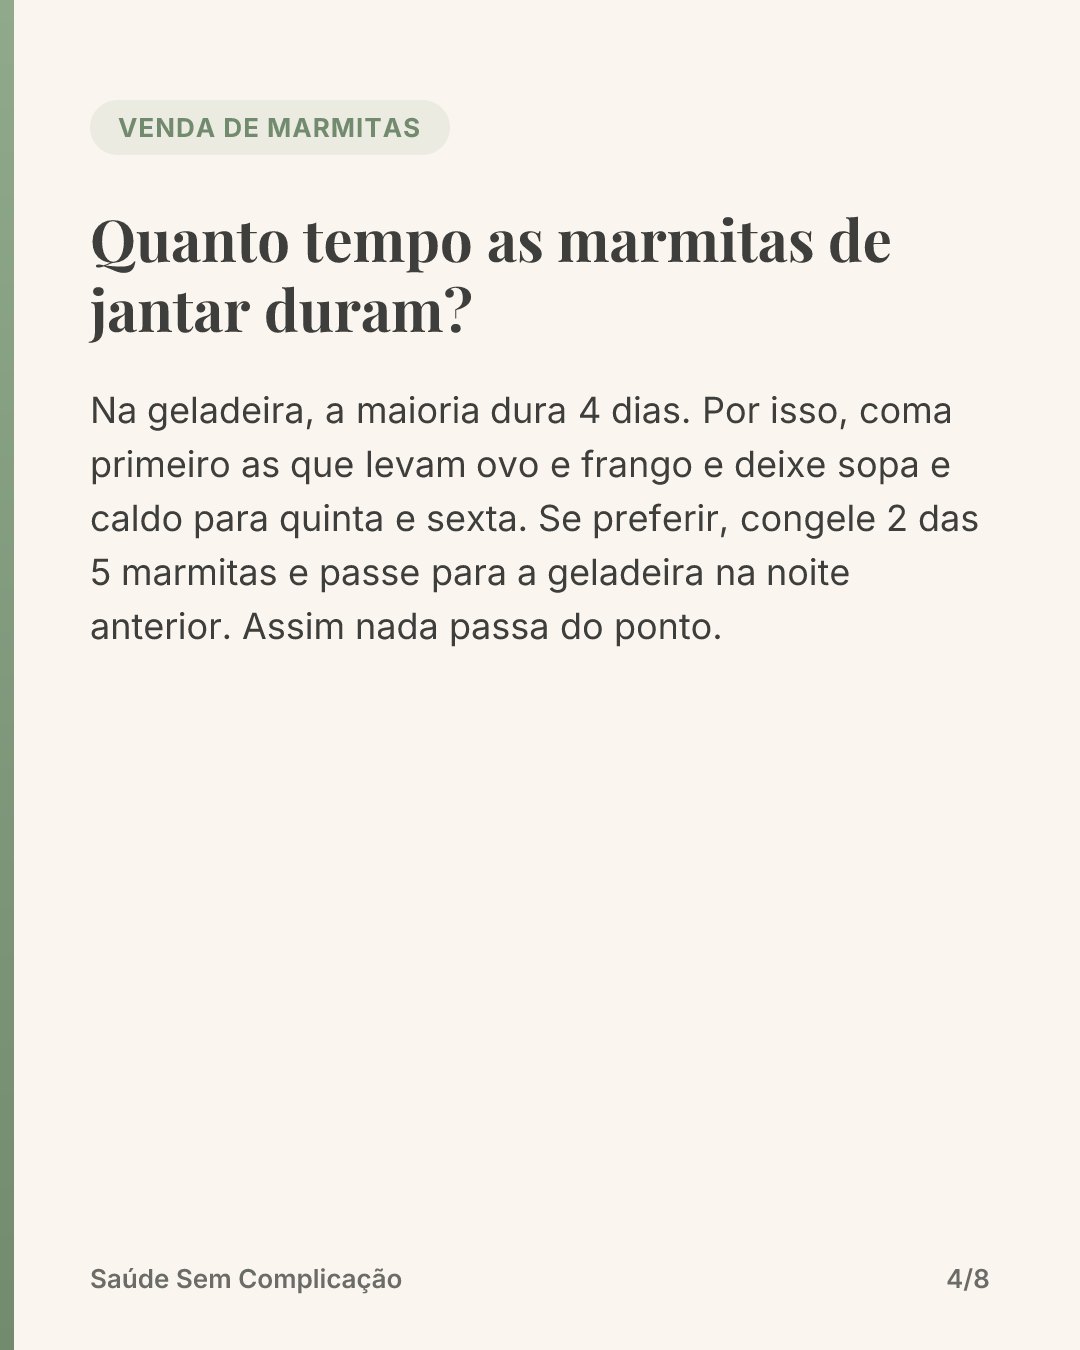 VENDA DE MARMITAS
Quanto tempo as marmitas de
jantar duram?
Na geladeira, a maioria dura 4 dias. Por isso, coma
primeiro as que levam ovo e frango e deixe sopa e
caldo para quinta e sexta. Se preferir, congele 2 das
5 marmitas e passe para a geladeira na noite
anterior. Assim nada passa do ponto.
Saúde Sem Complicação
4/8